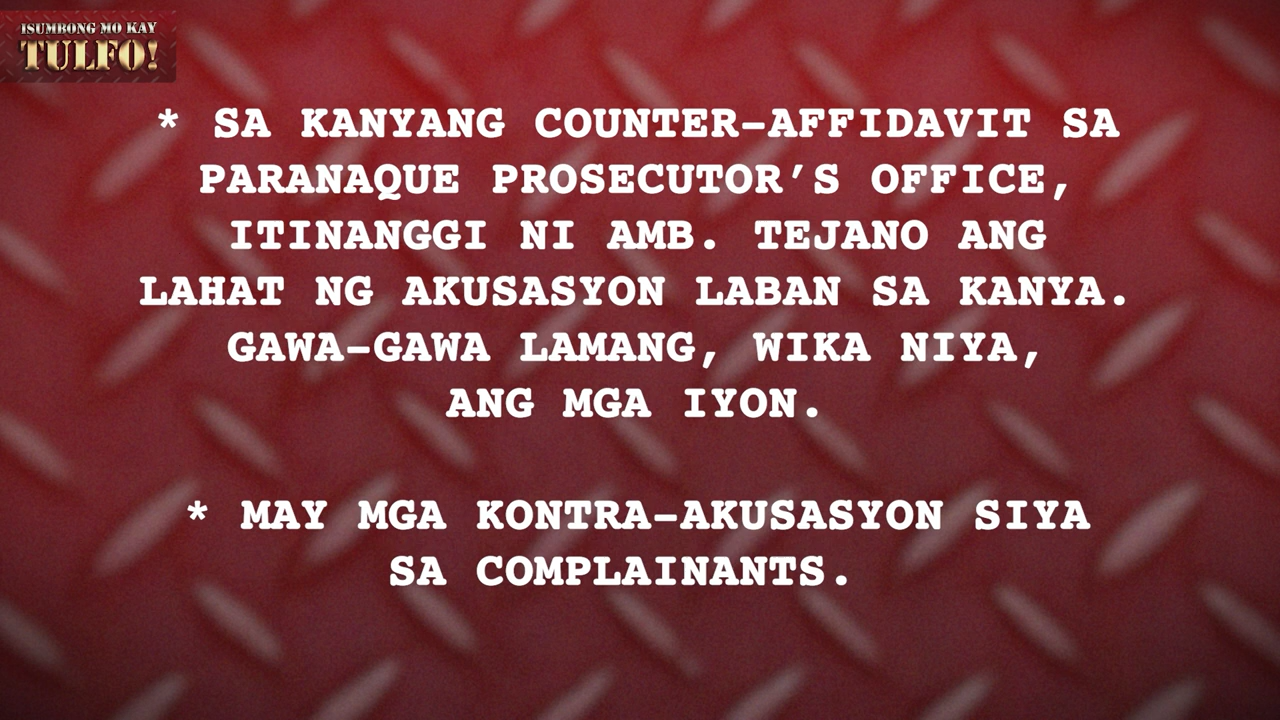 ISUMBONG MO KAY
TULFO!
* SA KANYANG COUNTER-AFFIDAVIT SA
PARANAQUE PROSECUTOR'S OFFICE,
ITINANGGI NI AMB. TEJANO ANG
LAHAT NG AKUSASYON LABAN SA KANYA.
GAWA-GAWA LAMANG, WIKA NIYA,
ANG MGA IYON.
* MAY MGA KONTRA-AKUSASYON SIYA
SA COMPLAINANTS.